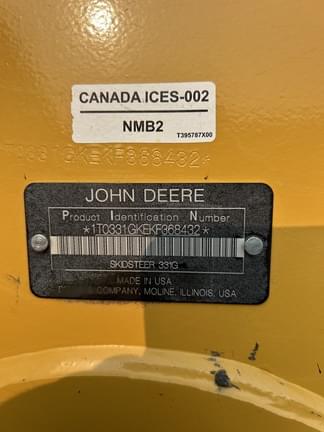 CANADA ICES-002
NMB2
T395787X00
331GKEKF368432*
JOHN DEERE
Product Identification Number
*1T0331GKEKF368432*
SKIDSTEER 331G
MADE IN USA
COMPANY, MOLINE, ILLINOIS, USA